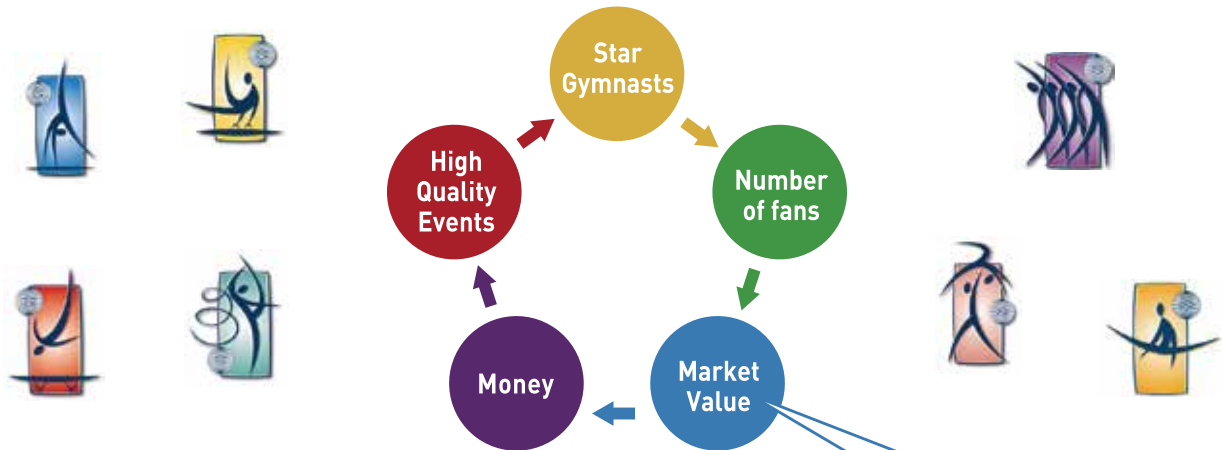 Star
Gymnasts
High
Quality
Events
Number
of fans
Money
Market
Value